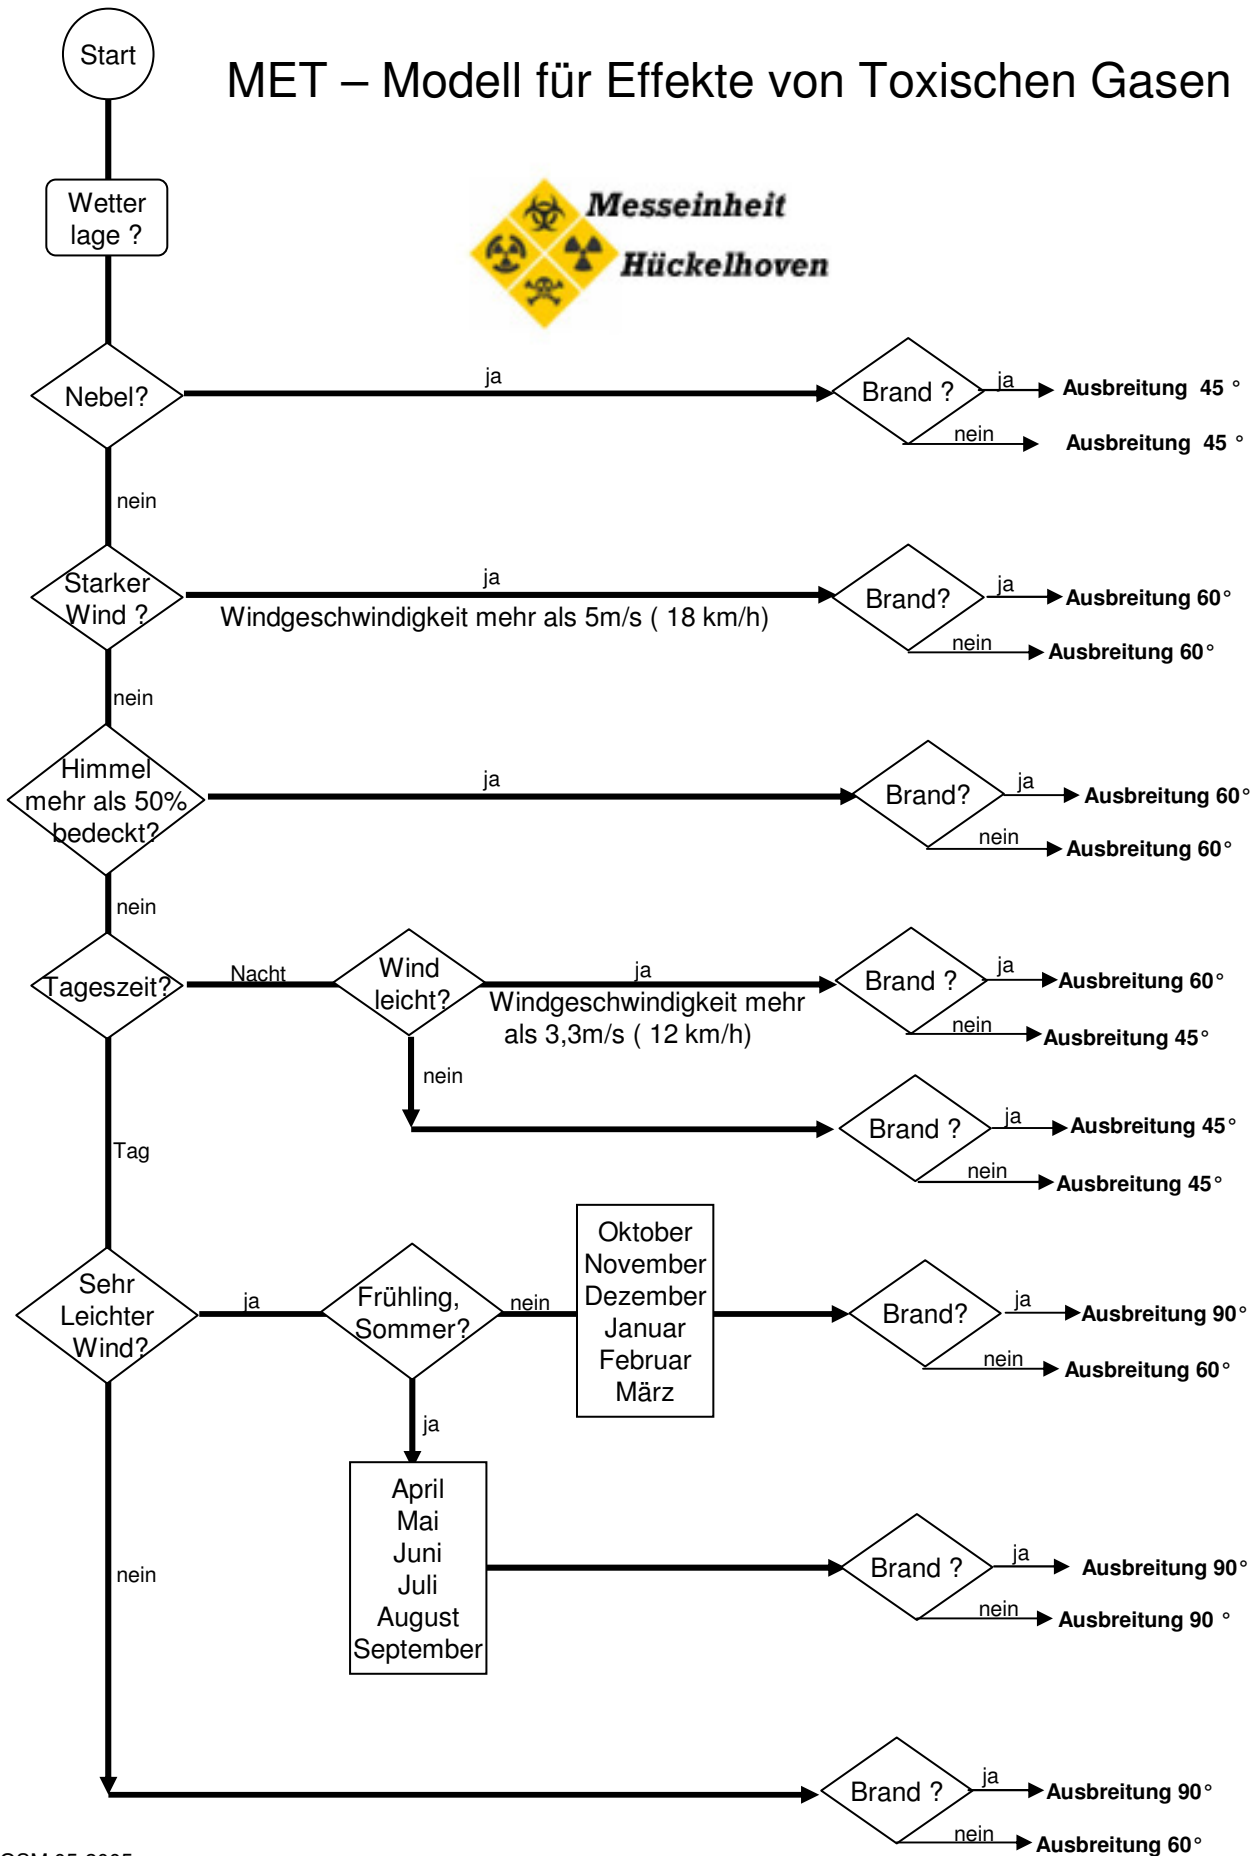 Start
MET – Modell für Effekte von Toxischen Gasen
Wetter
lage ?
Messeinheit
Hückelhoven
Nebel?
ja
Brand ?
ja
Ausbreitung 45 °
nein
Ausbreitung 45 °
nein
Starker
Wind ?
ja
Windgeschwindigkeit mehr als 5m/s ( 18 km/h)
Brand?
ja
Ausbreitung 60°
nein
Ausbreitung 60°
nein
Himmel
mehr als 50%
bedeckt?
ja
Brand?
ja
Ausbreitung 60°
nein
Ausbreitung 60°
nein
Tageszeit?
Nacht
Wind
leicht?
ja
Windgeschwindigkeit mehr
als 3,3m/s ( 12 km/h)
Brand ?
ja
Ausbreitung 60°
nein
Ausbreitung 45°
nein
Brand ?
ja
Ausbreitung 45°
nein
Ausbreitung 45°
Tag
Sehr
Leichter
Wind?
ja
Frühling,
Sommer?
nein
Oktober
November
Dezember
Januar
Februar
März
Brand?
ja
Ausbreitung 90°
nein
Ausbreitung 60°
ja
April
Mai
Juni
Juli
August
September
Brand ?
ja
Ausbreitung 90°
nein
Ausbreitung 90 °
nein
Brand ?
ja
Ausbreitung 90°
nein
Ausbreitung 60°